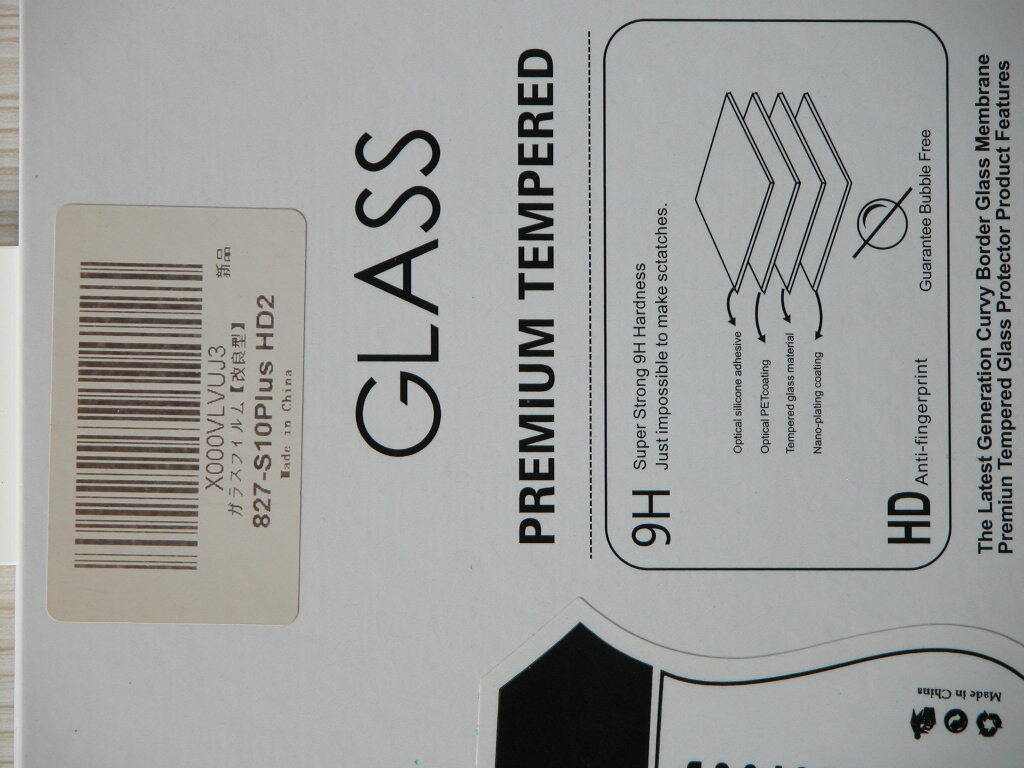 X000VLVUJ3
ガラスフィルム【改良型】 新品
827-S10Plus HD2
Made in China
GLASS
PREMIUM TEMPERED
9H
Super Strong 9H Hardness
Just impossible to make sctatches.
Optical silicone adhesive
Optical PETcoating
Tempered glass material
Nano-plating coating
HD Anti-fingerprint
Guarantee Bubble Free
The Latest Generation Curvy Border Glass Membrane
Premiun Tempered Glass Protector Product Features
Made in China